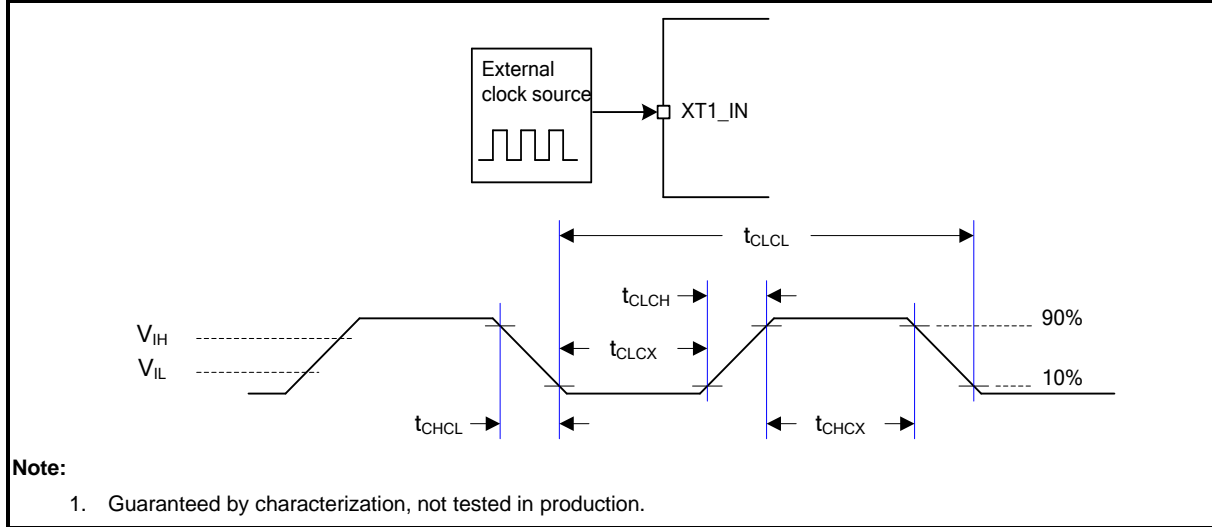 External
clock source
XT1_IN
tCLCL
tCLCH
90%
VIH
tCLCX
VIL
10%
tCHCL
tCHCX
Note:
1. Guaranteed by characterization, not tested in production.